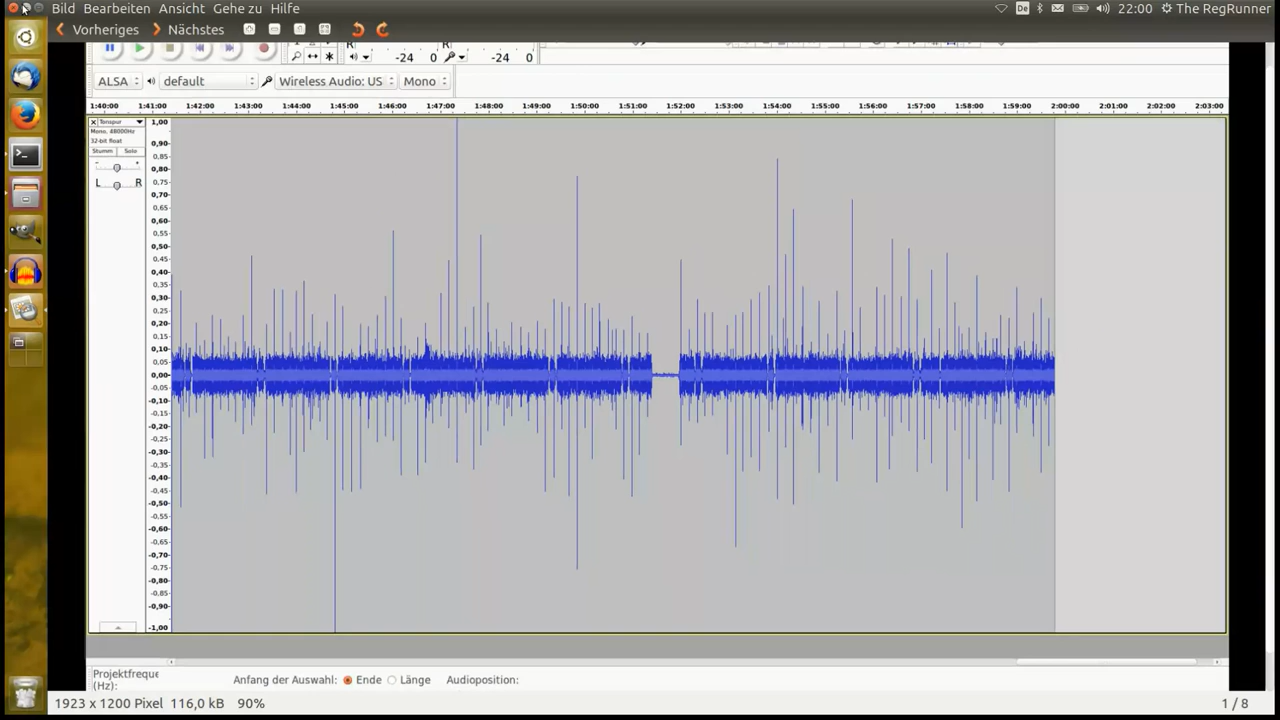 Bild Bearbeiten Ansicht Gehe zu Hilfe De 22:00 The RegRunner
Vorheriges Nächstes
R R
-24 0 -24 0
ALSA default Wireless Audio: US Mono
1:40:00 1:41:00 1:42:00 1:43:00 1:44:00 1:45:00 1:46:00 1:47:00 1:48:00 1:49:00 1:50:00 1:51:00 1:52:00 1:53:00 1:54:00 1:55:00 1:56:00 1:57:00 1:58:00 1:59:00 2:00:00 2:01:00 2:02:00 2:03:00
Tonspur
Mono, 48000Hz
32-bit float
Stumm Solo
- +
L R
1,00
0,90
0,85
0,80
0,75
0,70
0,65
0,60
0,55
0,50
0,45
0,40
0,35
0,30
0,25
0,20
0,15
0,10
0,05
0,00
-0,05
-0,10
-0,15
-0,20
-0,25
-0,30
-0,35
-0,40
-0,45
-0,50
-0,55
-0,60
-0,65
-0,70
-0,75
-0,80
-0,85
-0,90
-1,00
Projektfreque
(Hz):
Anfang der Auswahl: Ende Länge Audioposition:
1923 x 1200 Pixel 116,0 kB 90% 1 / 8